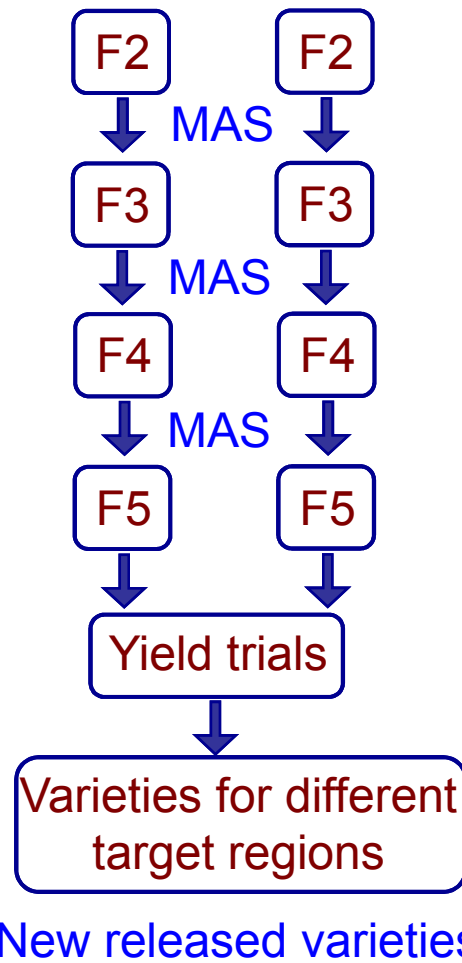 F2 F2
MAS
F3 F3
MAS
F4 F4
MAS
F5 F5
Yield trials
Varieties for different
target regions
New released varieties